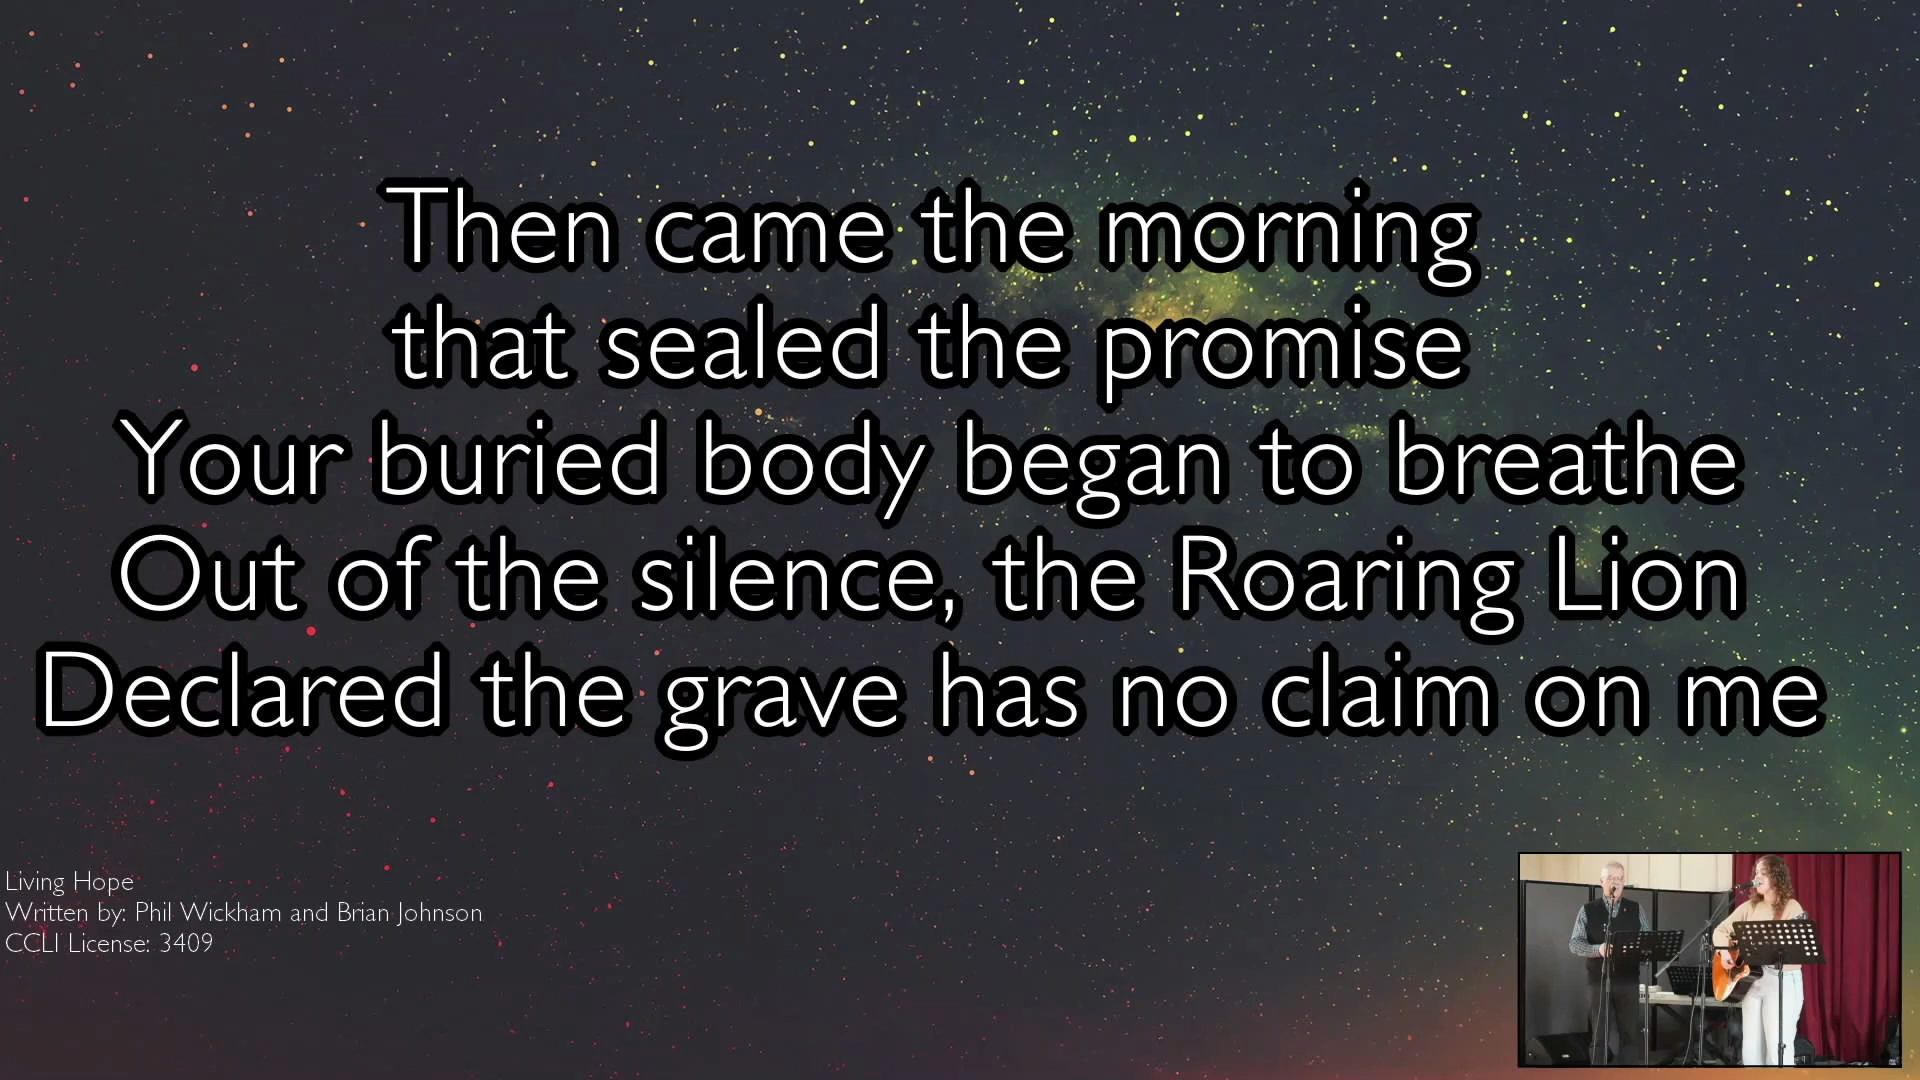 Then came the morning
that sealed the promise
Your buried body began to breathe
Out of the silence, the Roaring Lion
Declared the grave has no claim on me
Living Hope
Written by: Phil Wickham and Brian Johnson
CCLI License: 3409